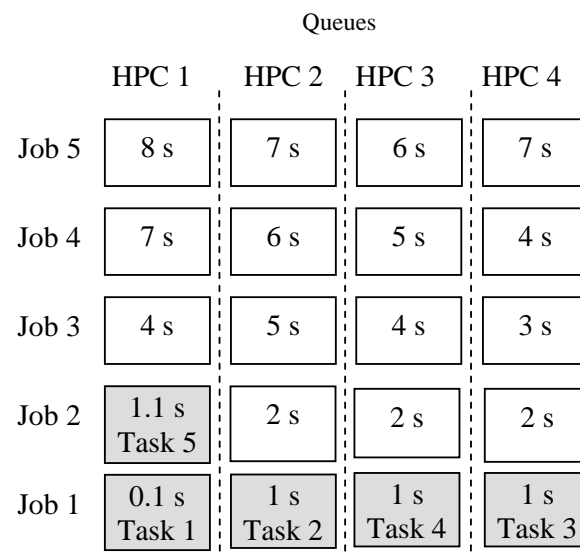 Queues
HPC 1 HPC 2 HPC 3 HPC 4
Job 5 8 s 7 s 6 s 7 s
Job 4 7 s 6 s 5 s 4 s
Job 3 4 s 5 s 4 s 3 s
Job 2 1.1 s Task 5 2 s 2 s 2 s
Job 1 0.1 s Task 1 1 s Task 2 1 s Task 4 1 s Task 3